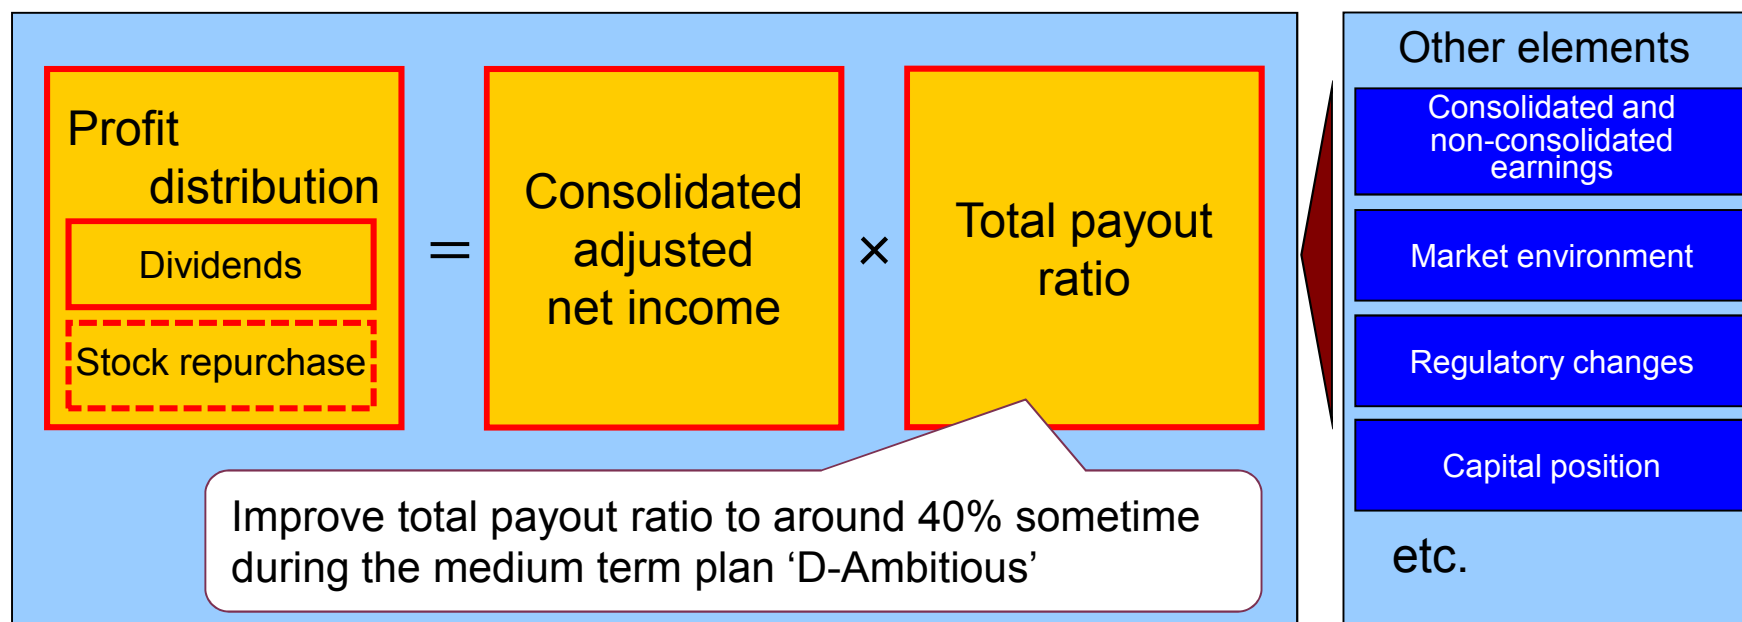 Profit
distribution
Dividends
Stock repurchase
=
Consolidated
adjusted
net income
×
Total payout
ratio
Improve total payout ratio to around 40% sometime
during the medium term plan ‘D-Ambitious’
Other elements
Consolidated and
non-consolidated
earnings
Market environment
Regulatory changes
Capital position
etc.